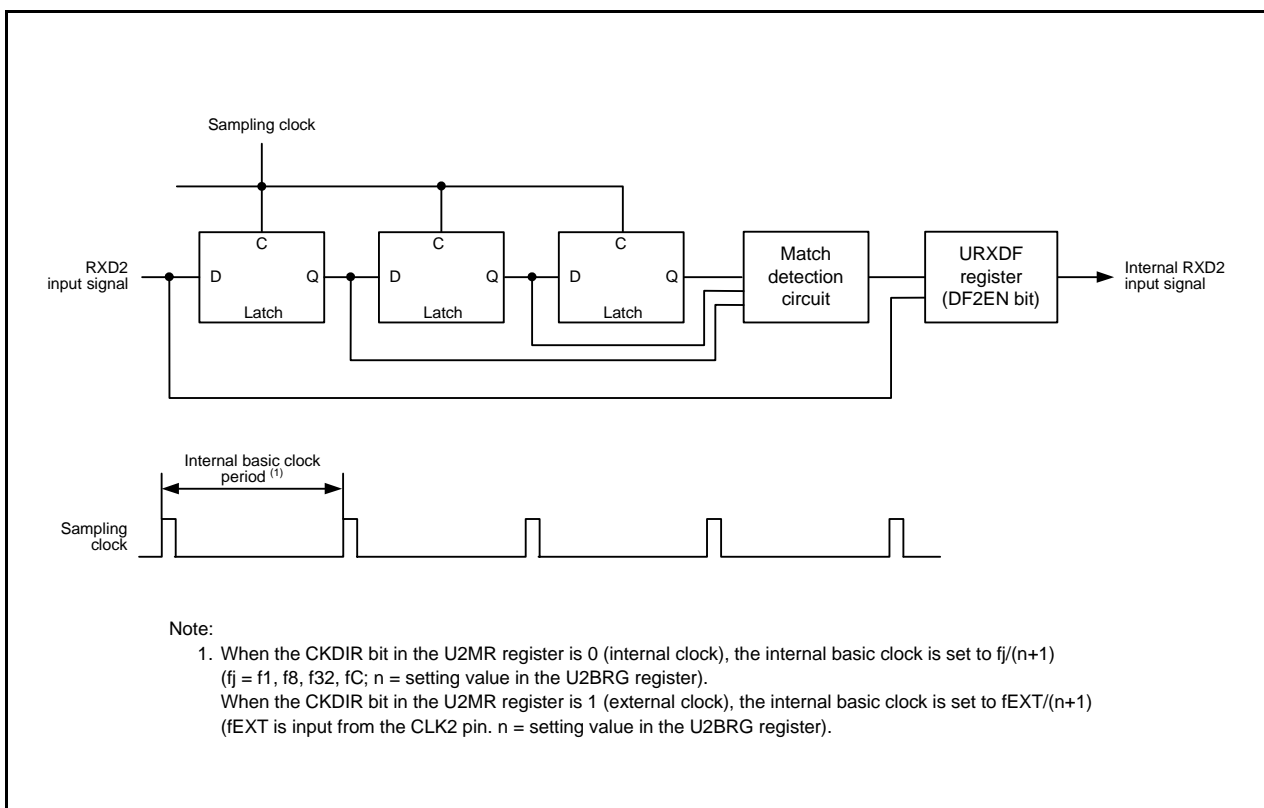 Sampling clock
C
C
C
RXD2
input signal
D
Q
D
Q
D
Q
Latch
Latch
Latch
Match
detection
circuit
URXDF
register
(DF2EN bit)
Internal RXD2
input signal
Internal basic clock
period (1)
Sampling
clock
Note:
1. When the CKDIR bit in the U2MR register is 0 (internal clock), the internal basic clock is set to fj/(n+1)
(fj = f1, f8, f32, fC; n = setting value in the U2BRG register).
When the CKDIR bit in the U2MR register is 1 (external clock), the internal basic clock is set to fEXT/(n+1)
(fEXT is input from the CLK2 pin. n = setting value in the U2BRG register).